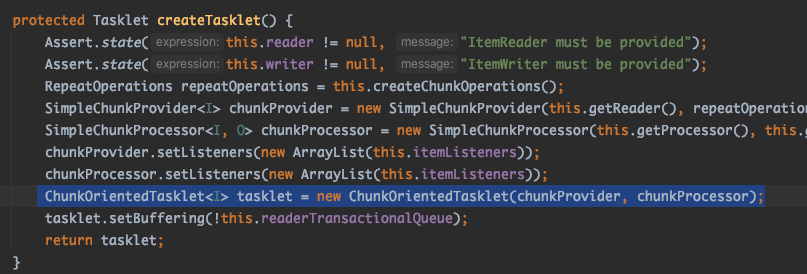 protected Tasklet createTasklet() {
    Assert.state( expression: this.reader != null, message: "ItemReader must be provided");
    Assert.state( expression: this.writer != null, message: "ItemWriter must be provided");
    RepeatOperations repeatOperations = this.createChunkOperations();
    SimpleChunkProvider<I> chunkProvider = new SimpleChunkProvider(this.getReader(), repeatOperation
    SimpleChunkProcessor<I, O> chunkProcessor = new SimpleChunkProcessor(this.getProcessor(), this.g
    chunkProvider.setListeners(new ArrayList(this.itemListeners));
    chunkProcessor.setListeners(new ArrayList(this.itemListeners));
    ChunkOrientedTasklet<I> tasklet = new ChunkOrientedTasklet(chunkProvider, chunkProcessor);
    tasklet.setBuffering(!this.readerTransactionalQueue);
    return tasklet;
}